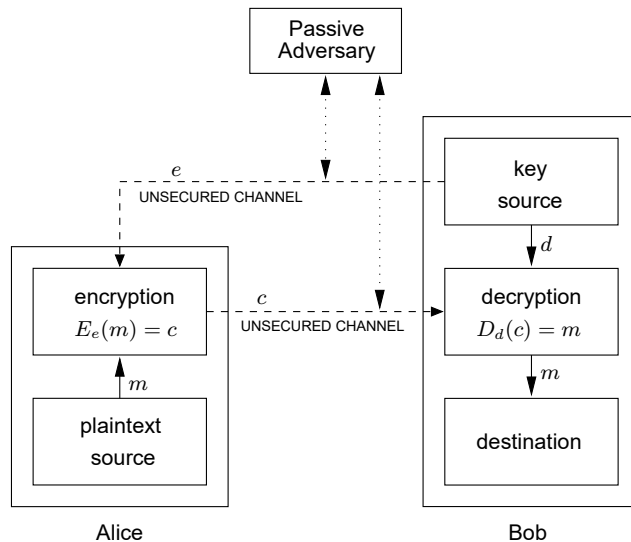 Passive
Adversary
e
UNSECURED CHANNEL
key
source
d
encryption
E_e(m) = c
c
UNSECURED CHANNEL
decryption
D_d(c) = m
m
m
plaintext
source
destination
Alice
Bob